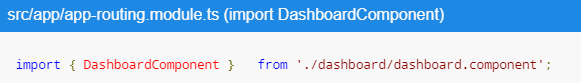 src/app/app-routing.module.ts (import DashboardComponent)
import { DashboardComponent }   from './dashboard/dashboard.component';